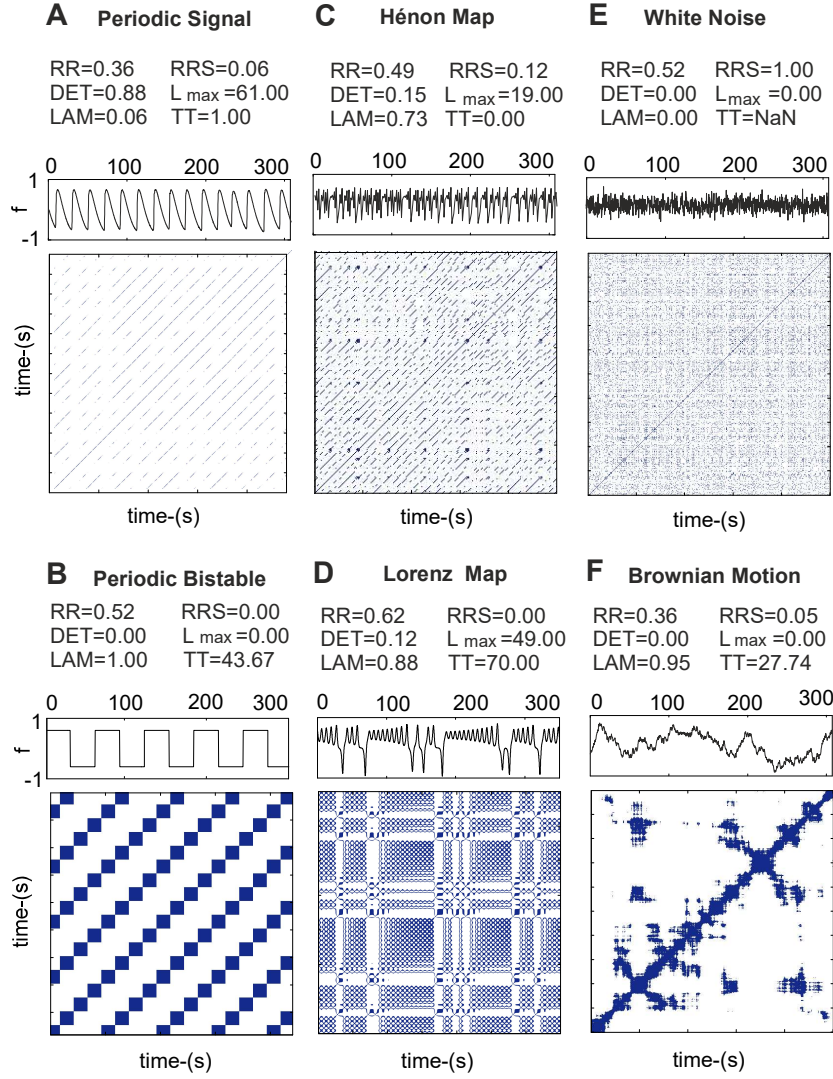 A Periodic Signal
RR=0.36 RRS=0.06
DET=0.88 L max =61.00
LAM=0.06 TT=1.00
0 100 200 300
1
f
-1
time-(s)
time-(s)
C Hénon Map
RR=0.49 RRS=0.12
DET=0.15 L max =19.00
LAM=0.73 TT=0.00
0 100 200 300
time-(s)
E White Noise
RR=0.52 RRS=1.00
DET=0.00 L max =0.00
LAM=0.00 TT=NaN
0 100 200 300
time-(s)
B Periodic Bistable
RR=0.52 RRS=0.00
DET=0.00 L max =0.00
LAM=1.00 TT=43.67
0 100 200 300
1
f
-1
time-(s)
time-(s)
D Lorenz Map
RR=0.62 RRS=0.00
DET=0.12 L max =49.00
LAM=0.88 TT=70.00
0 100 200 300
time-(s)
F Brownian Motion
RR=0.36 RRS=0.05
DET=0.00 L max =0.00
LAM=0.95 TT=27.74
0 100 200 300
time-(s)